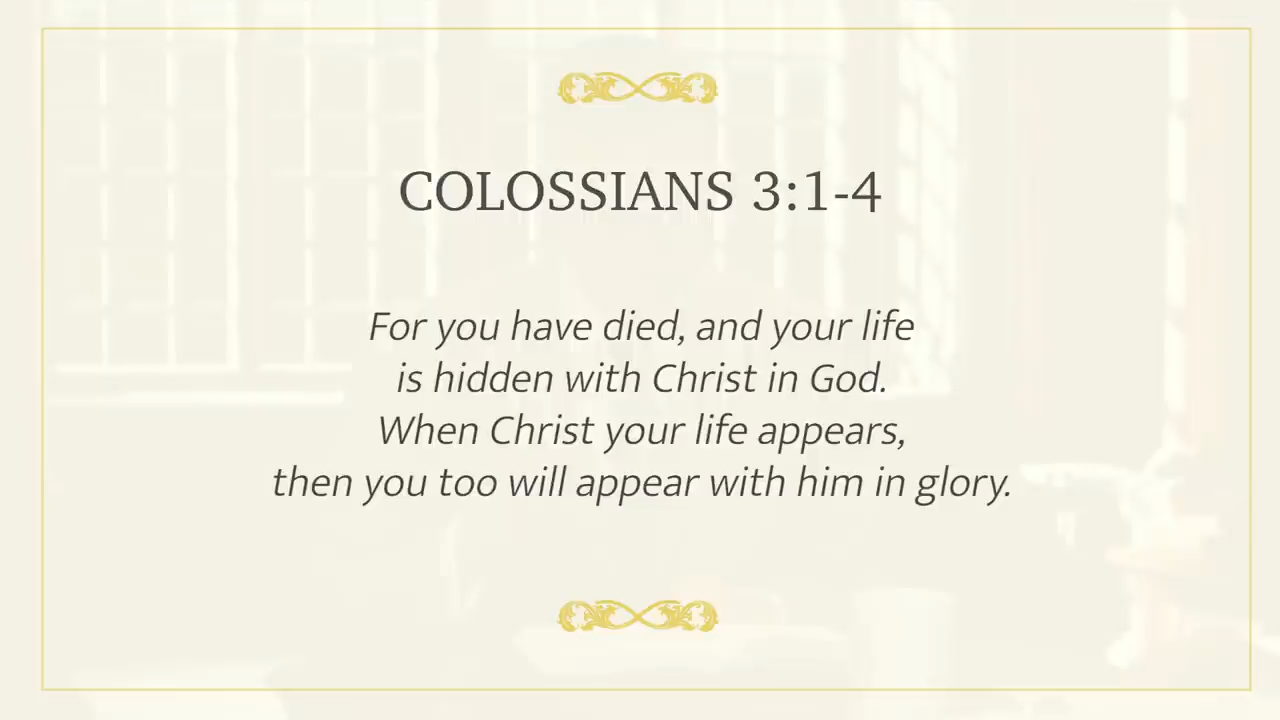 COLOSSIANS 3:1-4
For you have died, and your life
is hidden with Christ in God.
When Christ your life appears,
then you too will appear with him in glory.